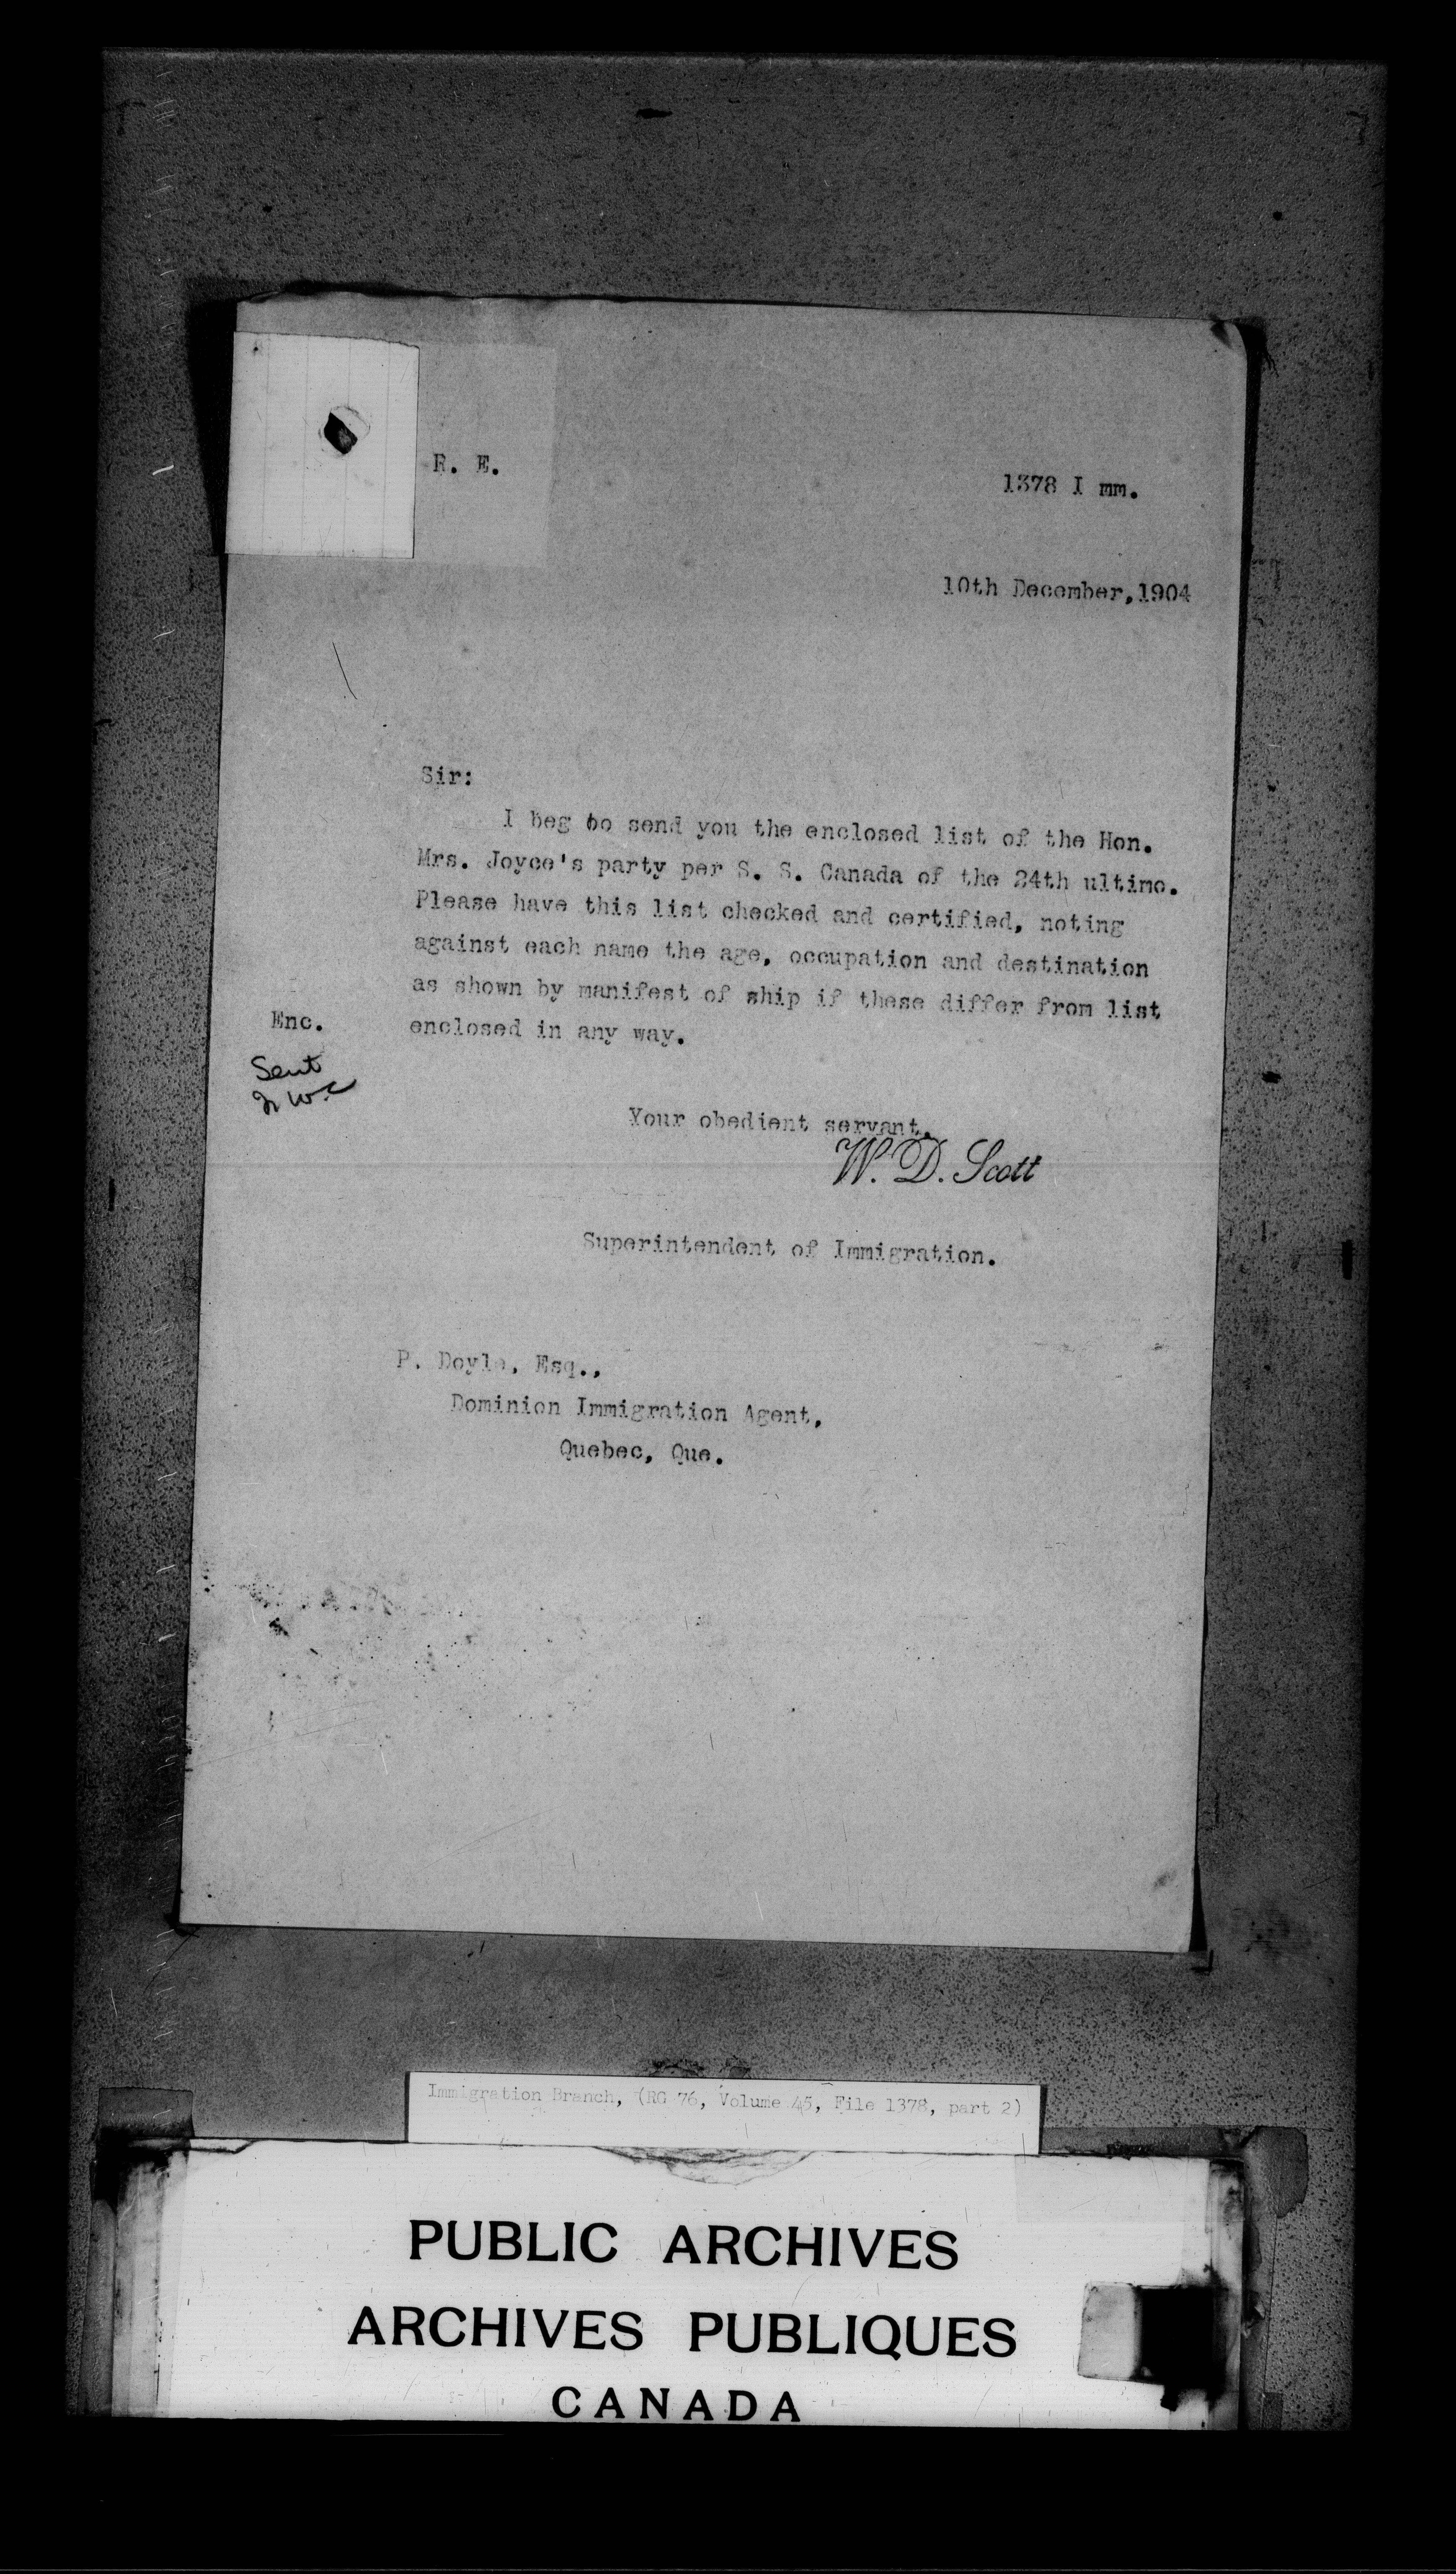 R. E.
1378 I mm.
10th December, 1904
Sir:
I beg to send you the enclosed list of the Hon.
Mrs. Joyce's party per S. S. Canada of the 24th ultimo.
Please have this list checked and certified, noting
against each name the age, occupation and destination
as shown by manifest of ship if these differ from list
enclosed in any way.
Enc.
Sent
Your obedient servant,
W. D. Scott
Superintendent of Immigration.
P. Doyle, Esq.,
Dominion Immigration Agent,
Quebec, Que.
Immigration Branch, (RG 76, Volume 45, File 1378, part 2)
PUBLIC ARCHIVES
ARCHIVES PUBLIQUES
CANADA